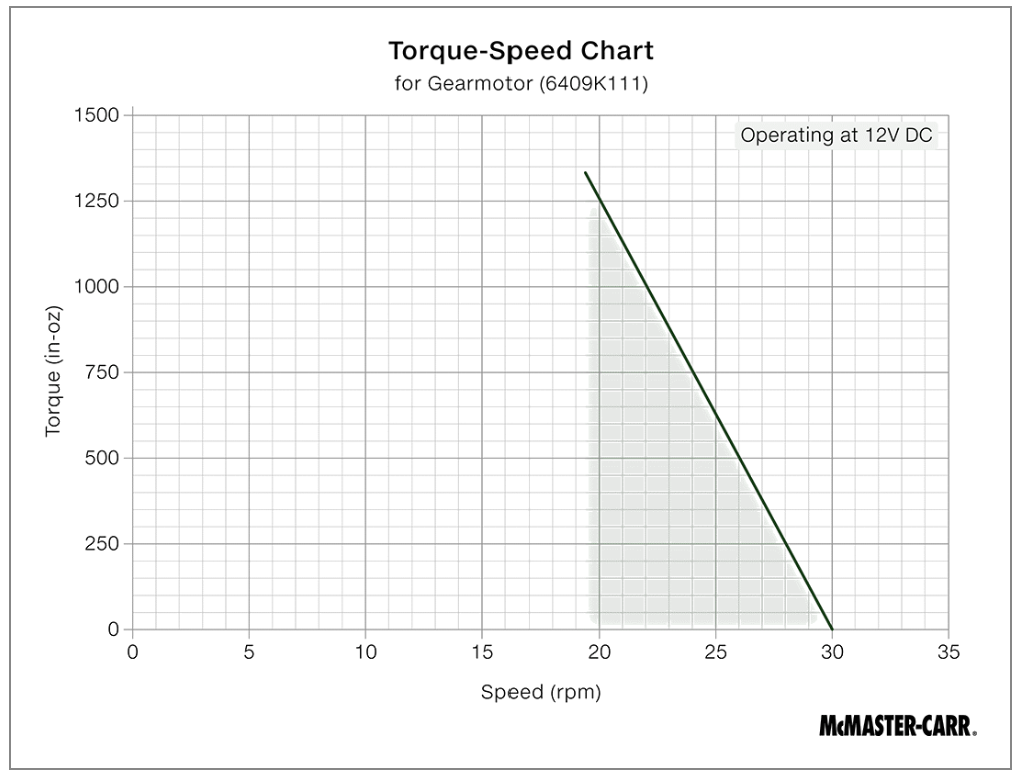 Torque-Speed Chart
for Gearmotor (6409K111)
Operating at 12V DC
1500
1250
1000
750
500
250
0
Torque (in-oz)
0 5 10 15 20 25 30 35
Speed (rpm)
McMASTER-CARR.